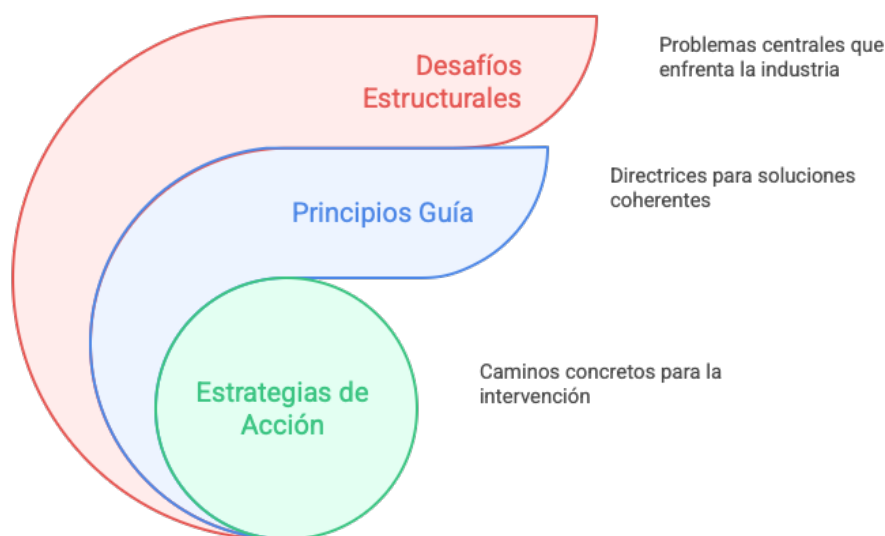 Desafíos
Estructurales
Problemas centrales que
enfrenta la industria
Principios Guía
Directrices para soluciones
coherentes
Estrategias de
Acción
Caminos concretos para la
intervención